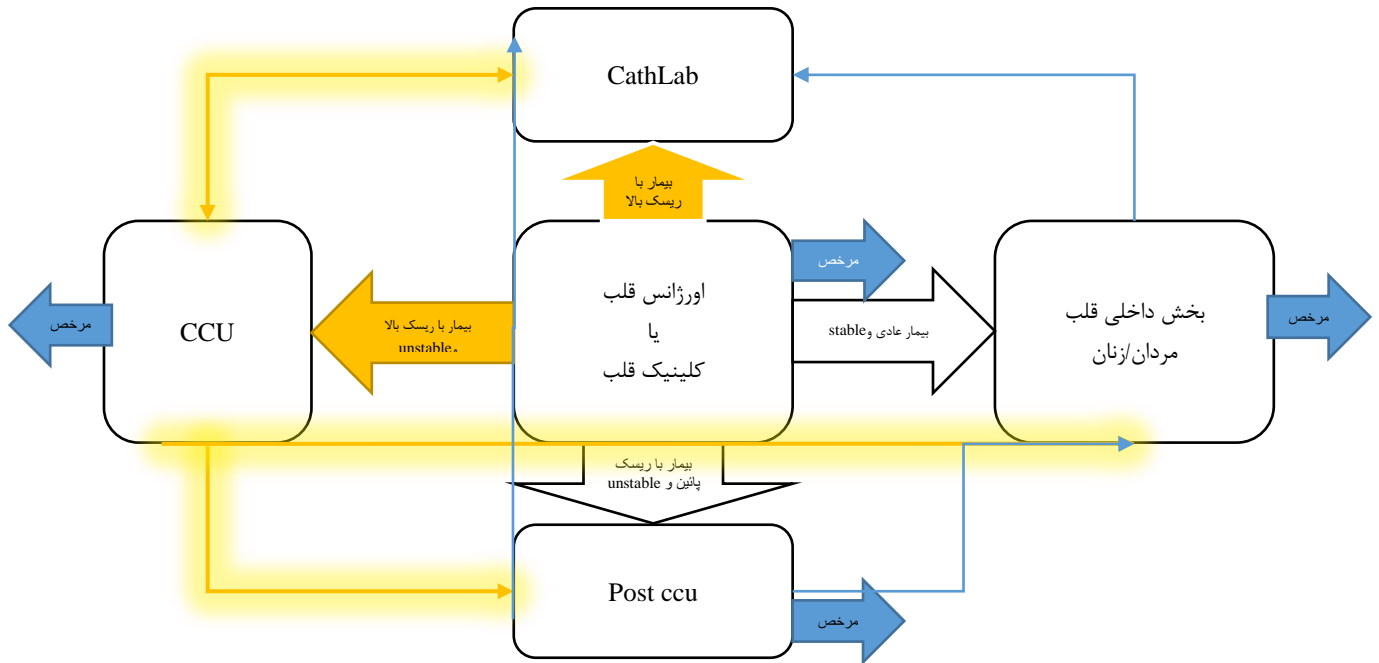 CathLab
بیمار با
ریسک بالا
مرخص
اورژانس قلب
یا
کلینیک قلب
مرخص
CCU
بیمار با ریسک بالا
وunstable
بیمار عادی وstable
بخش داخلی قلب
مردان/زنان
مرخص
بیمار با ریسک
پائین و unstable
Post ccu
مرخص